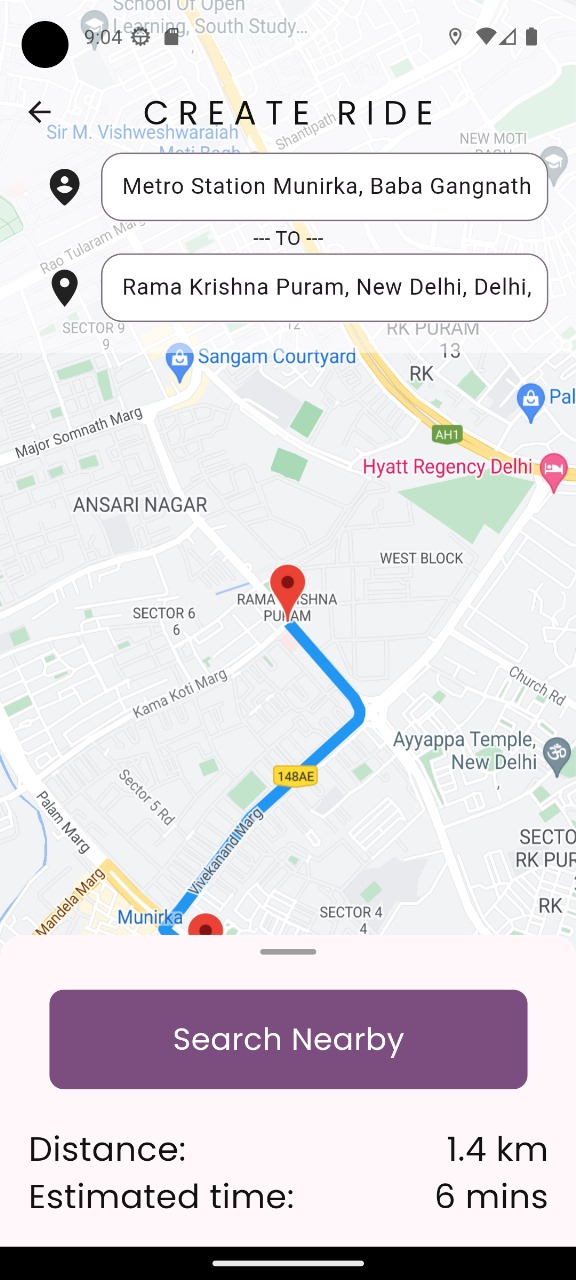 School Of Open
Learning, South Study...
9:04
CREATE RIDE
Sir M. Vishweshwaraiah
Moti Bagh
Shantipath
NEW MOTI
BAGH
Metro Station Munirka, Baba Gangnath
Rao Tularam Marg
--- TO ---
Rama Krishna Puram, New Delhi, Delhi,
SECTOR 9
9
12
RK PURAM
13
Sangam Courtyard
RK
Pal
Major Somnath Marg
AH1
Hyatt Regency Delhi
ANSARI NAGAR
WEST BLOCK
RAMA KRISHNA
PURAM
SECTOR 6
6
Kama Koti Marg
Church Rd
Ayyappa Temple,
New Delhi
148AE
Sector 5 Rd
Palam Marg
Vivekanand Marg
SECTO
RK PUR
Mandela Marg
Munirka
SECTOR 4
4
RK
Search Nearby
Distance: 1.4 km
Estimated time: 6 mins